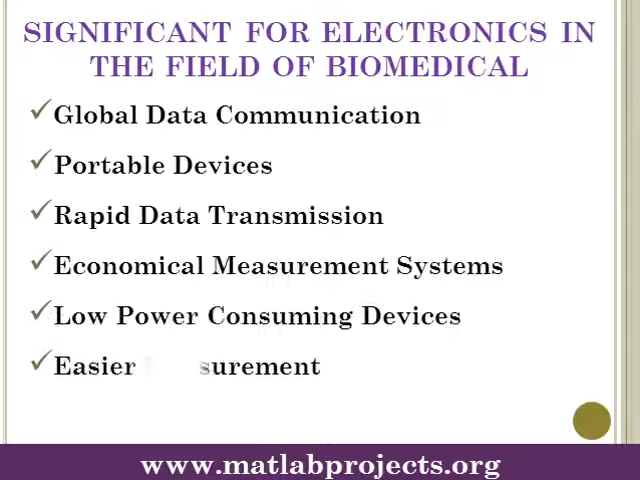 SIGNIFICANT FOR ELECTRONICS IN
THE FIELD OF BIOMEDICAL
Global Data Communication
Portable Devices
Rapid Data Transmission
Economical Measurement Systems
Low Power Consuming Devices
Easier
www.matlabprojects.org